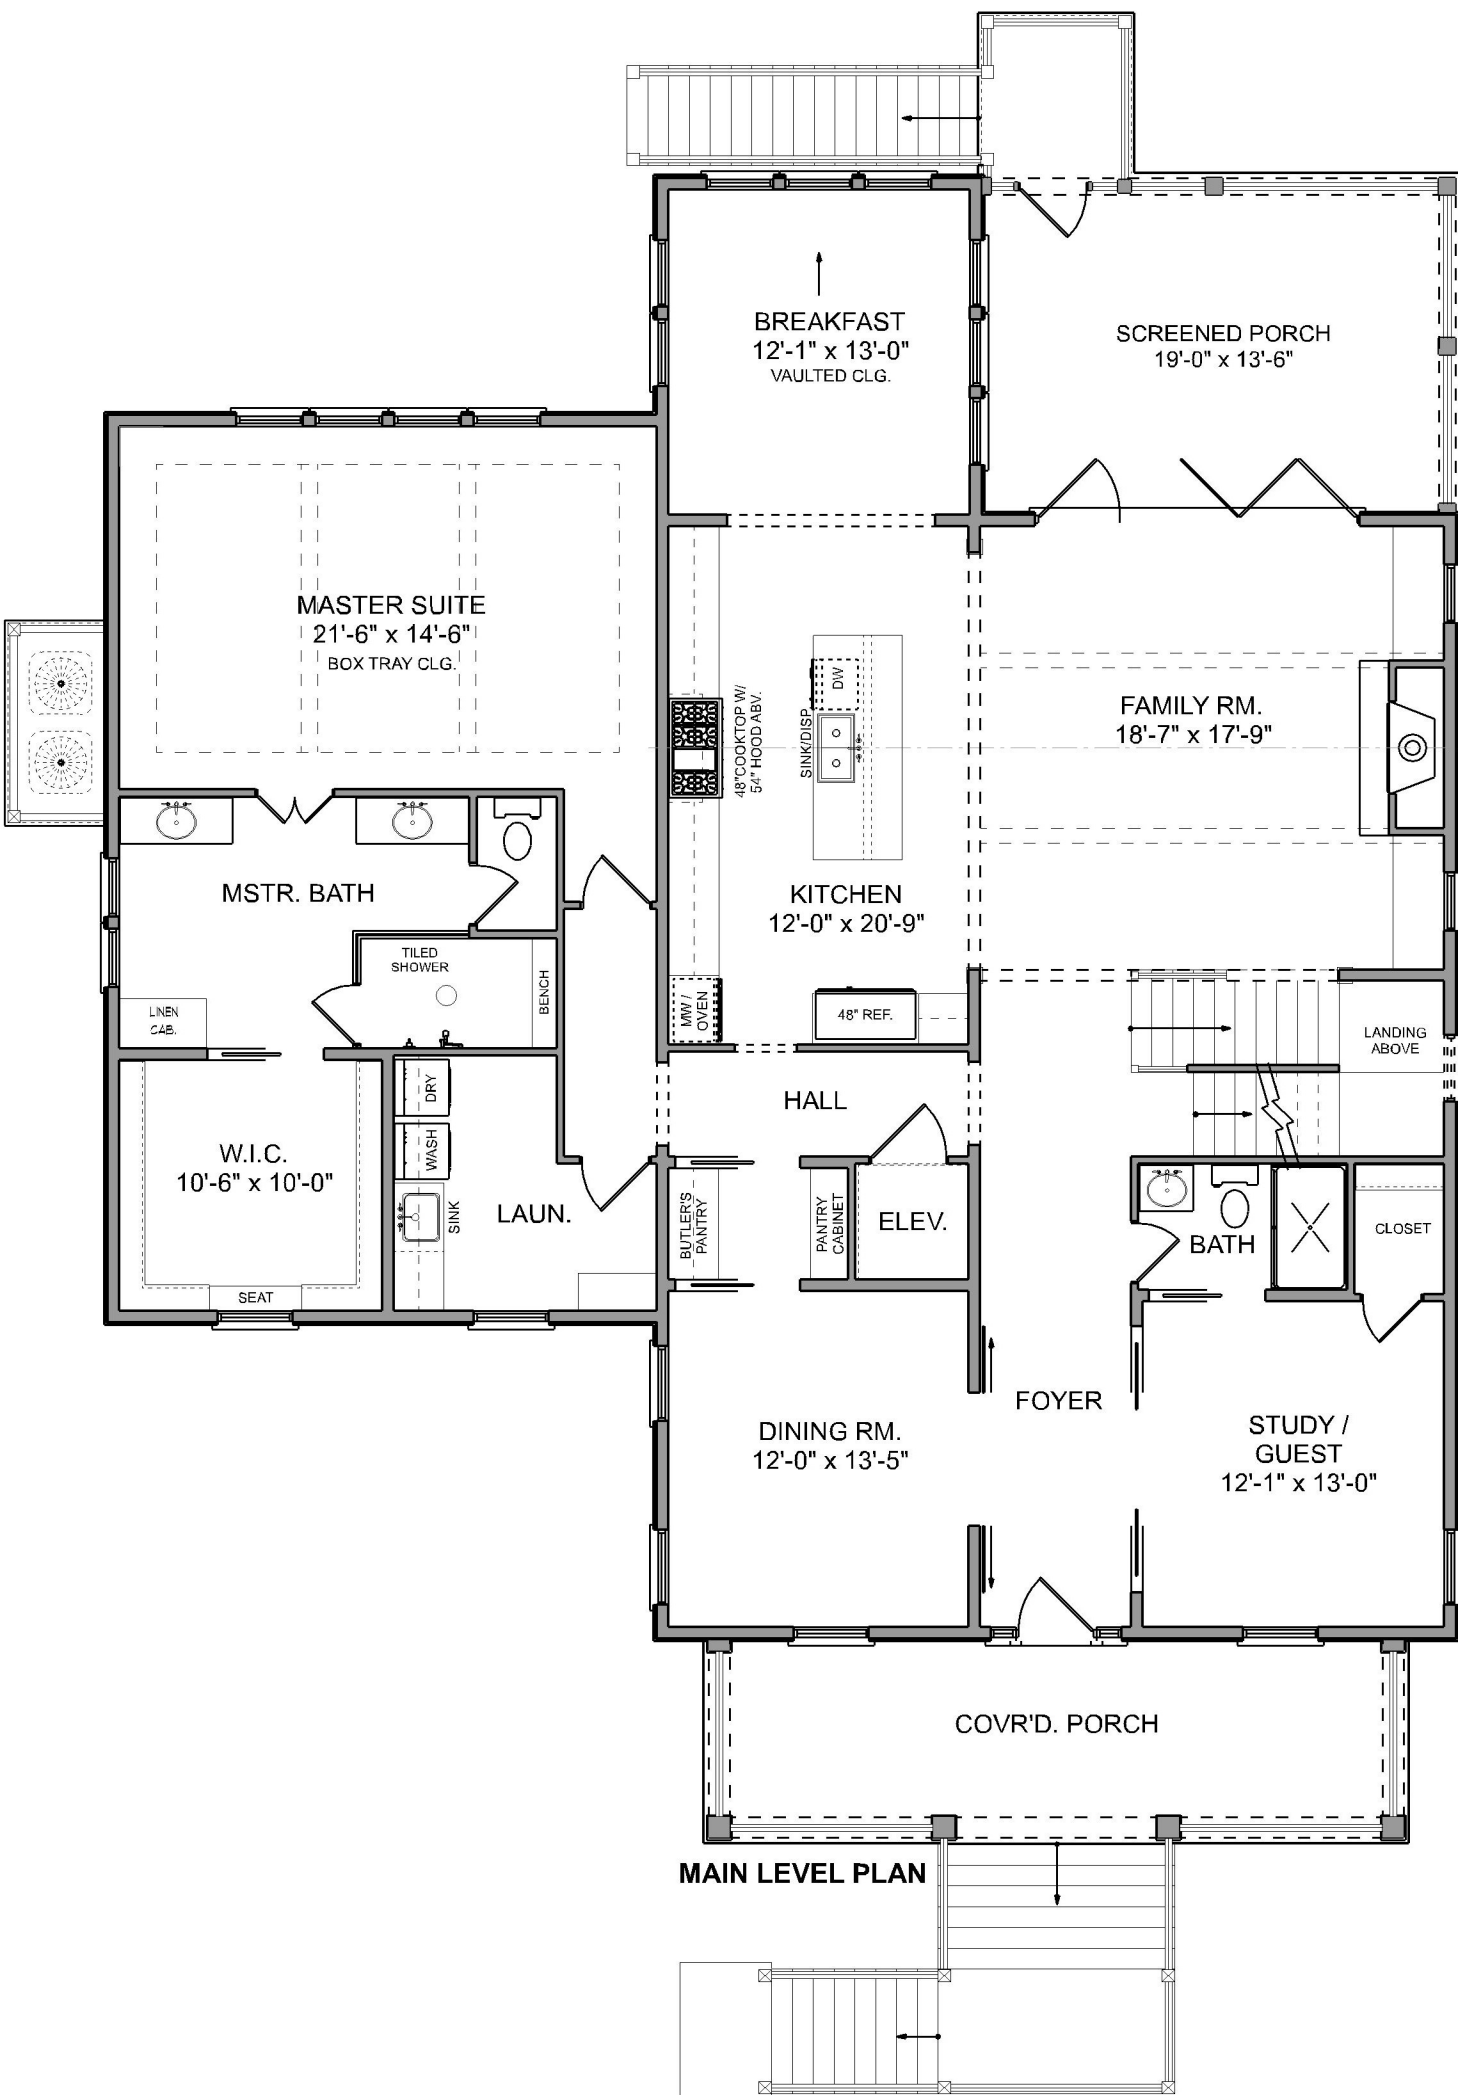 BREAKFAST
12'-1" x 13'-0"
VAULTED CLG.
SCREENED PORCH
19'-0" x 13'-6"
MASTER SUITE
21'-6" x 14'-6"
BOX TRAY CLG.
48"COOKTOP W/
54" HOOD ABV.
DW
SINK/DISP.
FAMILY RM.
18'-7" x 17'-9"
MSTR. BATH
KITCHEN
12'-0" x 20'-9"
TILED
SHOWER
BENCH
LINEN
CAB.
MW /
OVEN
48" REF.
LANDING
ABOVE
DRY
WASH
SINK
HALL
W.I.C.
10'-6" x 10'-0"
LAUN.
BUTLER'S
PANTRY
PANTRY
CABINET
ELEV.
BATH
CLOSET
SEAT
FOYER
DINING RM.
12'-0" x 13'-5"
STUDY /
GUEST
12'-1" x 13'-0"
COVR'D. PORCH
MAIN LEVEL PLAN